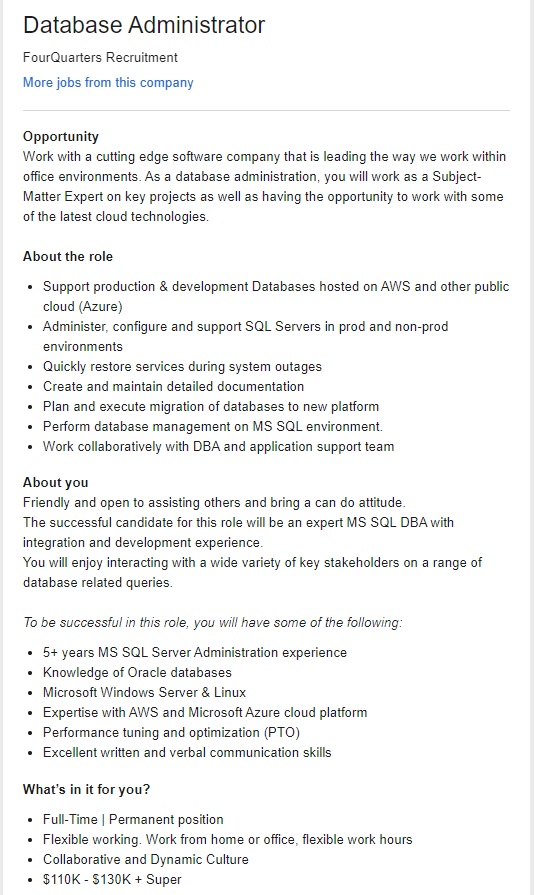 Database Administrator
FourQuarters Recruitment
More jobs from this company
Opportunity
Work with a cutting edge software company that is leading the way we work within
office environments. As a database administration, you will work as a Subject-
Matter Expert on key projects as well as having the opportunity to work with some
of the latest cloud technologies.
About the role
• Support production & development Databases hosted on AWS and other public
cloud (Azure)
• Administer, configure and support SQL Servers in prod and non-prod
environments
• Quickly restore services during system outages
• Create and maintain detailed documentation
• Plan and execute migration of databases to new platform
• Perform database management on MS SQL environment.
• Work collaboratively with DBA and application support team
About you
Friendly and open to assisting others and bring a can do attitude.
The successful candidate for this role will be an expert MS SQL DBA with
integration and development experience.
You will enjoy interacting with a wide variety of key stakeholders on a range of
database related queries.
To be successful in this role, you will have some of the following:
• 5+ years MS SQL Server Administration experience
• Knowledge of Oracle databases
• Microsoft Windows Server & Linux
• Expertise with AWS and Microsoft Azure cloud platform
• Performance tuning and optimization (PTO)
• Excellent written and verbal communication skills
What's in it for you?
• Full-Time | Permanent position
• Flexible working. Work from home or office, flexible work hours
• Collaborative and Dynamic Culture
• $110K - $130K + Super